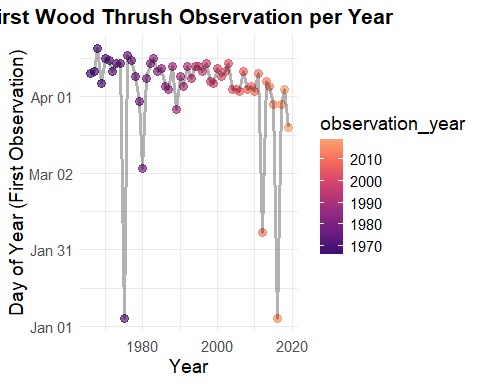 irst Wood Thrush Observation per Year
Day of Year (First Observation)
Apr 01
Mar 02
Jan 31
Jan 01
1980
2000
2020
Year
observation_year
2010
2000
1990
1980
1970